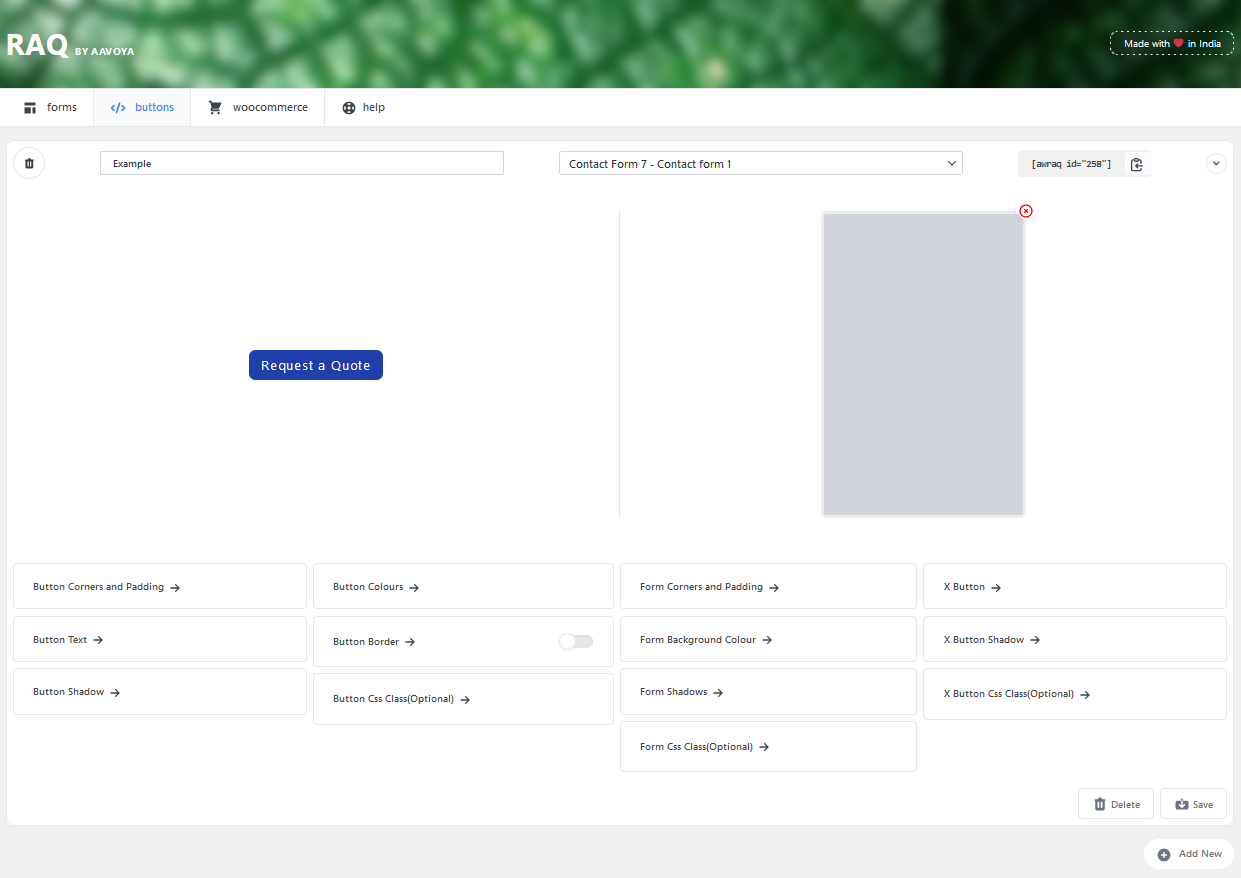 RAQ BY AAVOYA
Made with ❤ in India
forms
buttons
woocommerce
help
Example
Contact Form 7 - Contact form 1
[awraq id="258"]
Request a Quote
Button Corners and Padding →
Button Colours →
Form Corners and Padding →
X Button →
Button Text →
Button Border →
Form Background Colour →
X Button Shadow →
Button Shadow →
Button Css Class(Optional) →
Form Shadows →
X Button Css Class(Optional) →
Form Css Class(Optional) →
Delete
Save
Add New